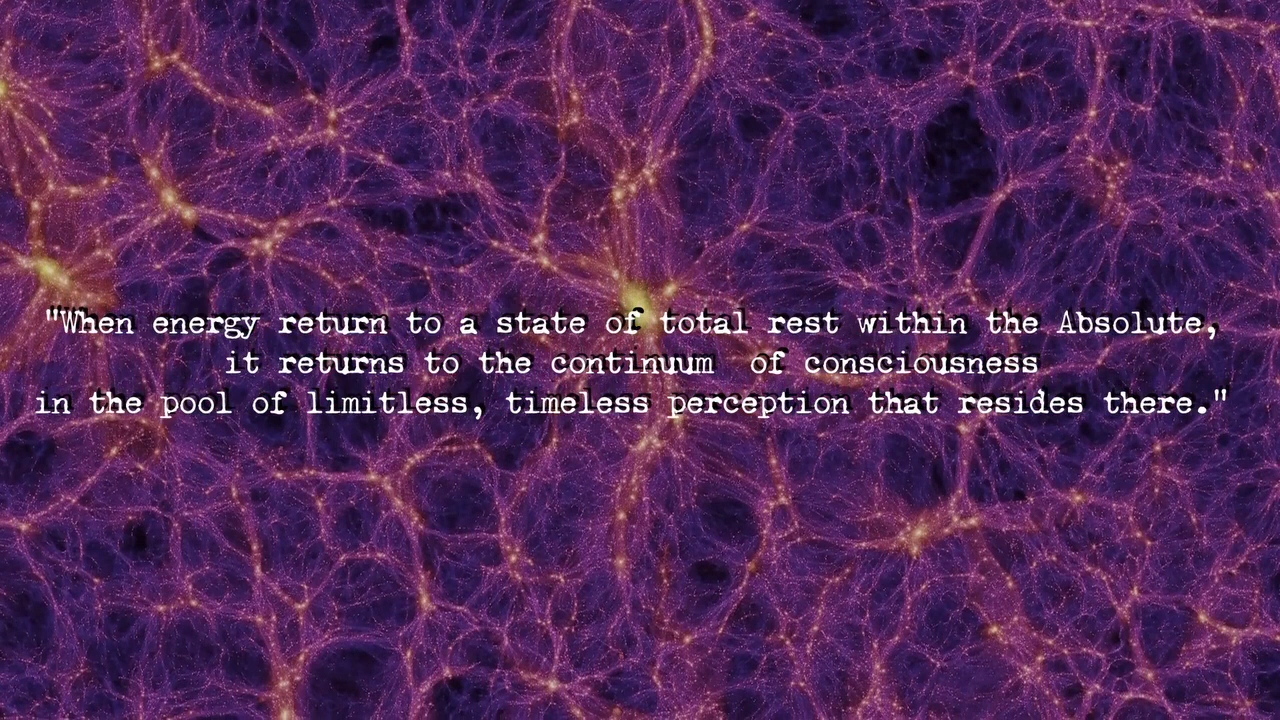 "When energy return to a state of total rest within the Absolute,
it returns to the continuum  of consciousness
in the pool of limitless, timeless perception that resides there."